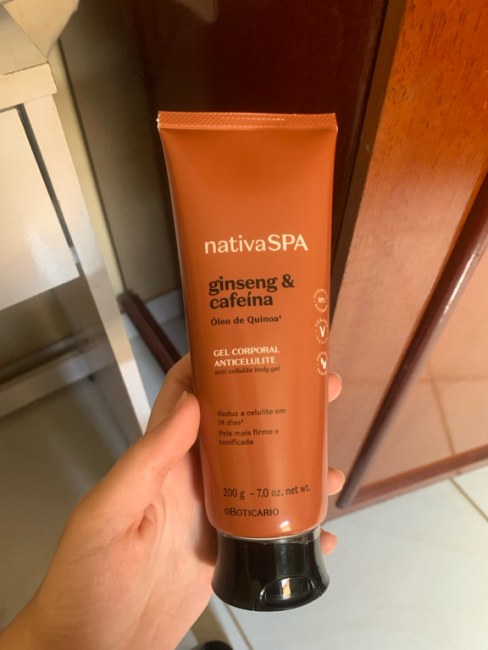 nativaSPA
ginseng &
cafeína
Óleo de Quinoa¹
GEL CORPORAL
ANTICELULITE
anti-cellulite body gel
Reduz a celulite em
14 dias²
Pele mais firme e
tonificada
200 g - 7.0 oz. net wt.
OBOTICÁRIO